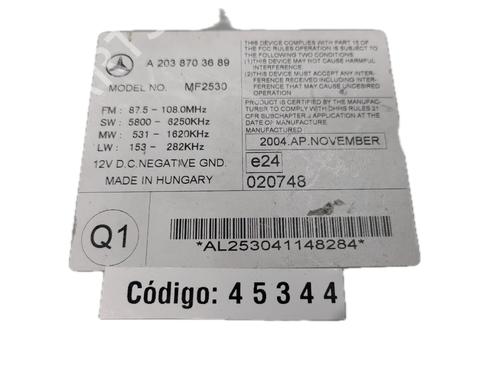 A 203 870 36 89
MODEL NO. MF2530
FM : 87.5 - 108.0MHz
SW : 5800 - 6250KHz
MW : 531 - 1620KHz
LW : 153 - 282KHz
12V D.C.NEGATIVE GND.
MADE IN HUNGARY
THIS DEVICE COMPLIES WITH PART 15 OF
THE FCC RULES OPERATION IS SUBJECT TO
THE FOLLOWING TWO CONDITIONS:
(1)THIS DEVICE MAY NOT CAUSE HARMFUL
INTERFERENCE.
(2)THIS DEVICE MUST ACCEPT ANY INTER-
FERENCE RECEIVED INCLUDING INTER-
FERENCE THAT MAY CAUSE UNDESIRED
OPERATION
PRODUCT IS CERTIFIED BY THE MANUFAC-
TURER TO COMPLY WITH DHHS RULES 21
CFR SUBCHAPTER J APPLICATION AT THE
DATE OF MANUFACTURE
MANUFACTURED
2004.AP.NOVEMBER
e24
020748
Q1
*AL253041148284*
Código: 45344